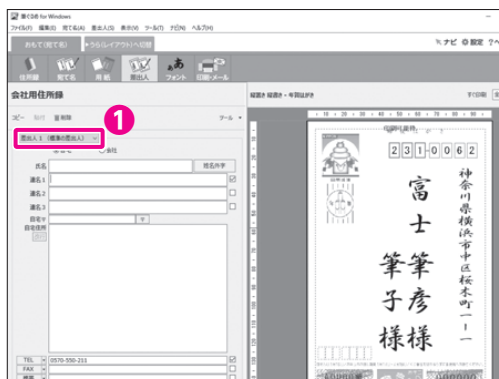 筆ぐるめ for Windows
ファイル(F) 編集(E) 宛て名(A) 差出人(S) 表示(V) ツール(T) ナビ(N) ヘルプ(H)
おもて(宛て名) ▸うら(レイアウト)へ切替
ナビ 設定 ?ヘ
住所録 宛て名 用紙 差出人 フォント 印刷・メール
会社用住所録
縦書き 縦書き・年賀はがき
すけ印刷
コピー 貼付 削除
ツール
1
差出人 1 （標準の差出人）
会社
氏名
姓名外字
連名1
連名2
連名3
自宅〒
〒
自宅住所
TEL 0570-550-211
FAX
231-0062
神奈川県横浜市中区桜木町一ー一
富士 筆彦様
筆子様